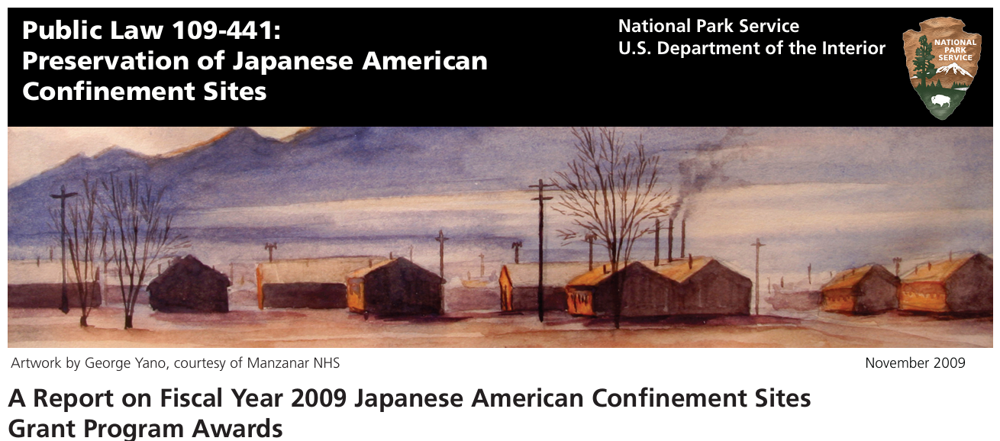 Public Law 109-441:
Preservation of Japanese American
Confinement Sites
National Park Service
U.S. Department of the Interior
NATIONAL
PARK
SERVICE
Artwork by George Yano, courtesy of Manzanar NHS
November 2009
A Report on Fiscal Year 2009 Japanese American Confinement Sites
Grant Program Awards